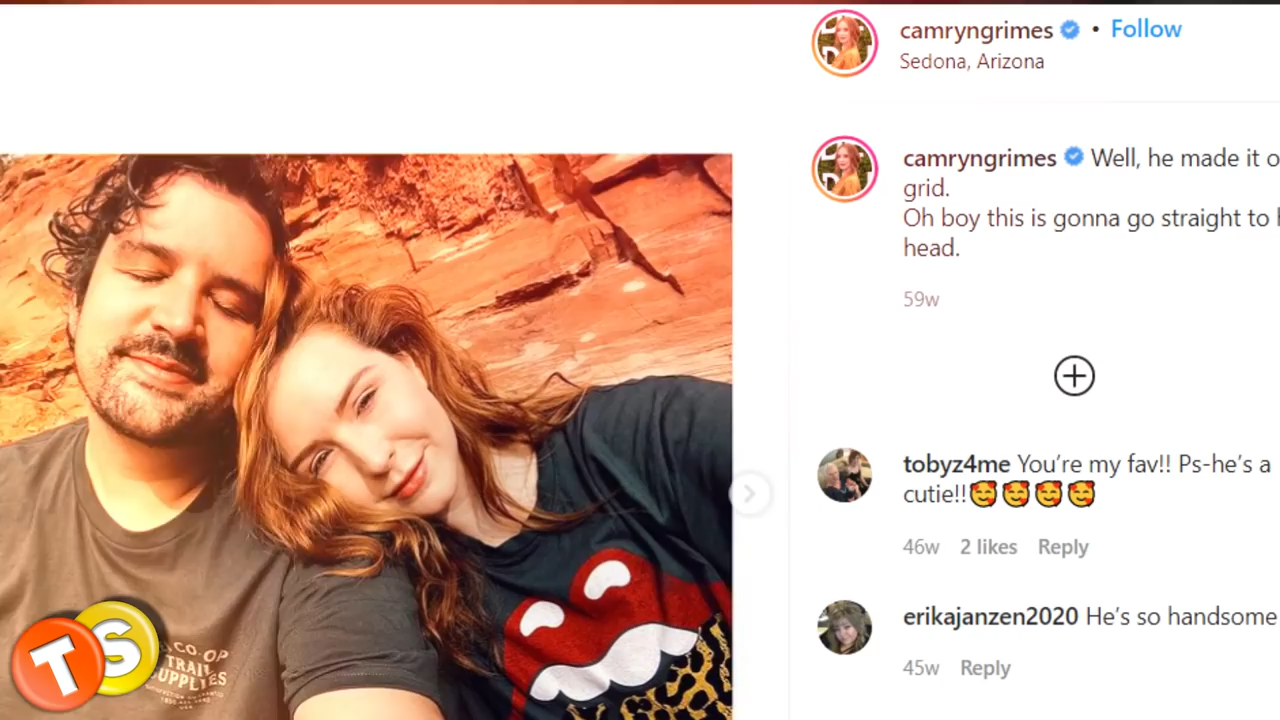 camryngrimes • Follow
Sedona, Arizona
camryngrimes Well, he made it o
grid.
Oh boy this is gonna go straight to h
head.
59w
tobyz4me You’re my fav!! Ps-he’s a
cutie!!🥰🥰🥰🥰
46w 2 likes Reply
erikajanzen2020 He’s so handsome
45w Reply
CO-OP
TRAIL
SUPPLIES
TS